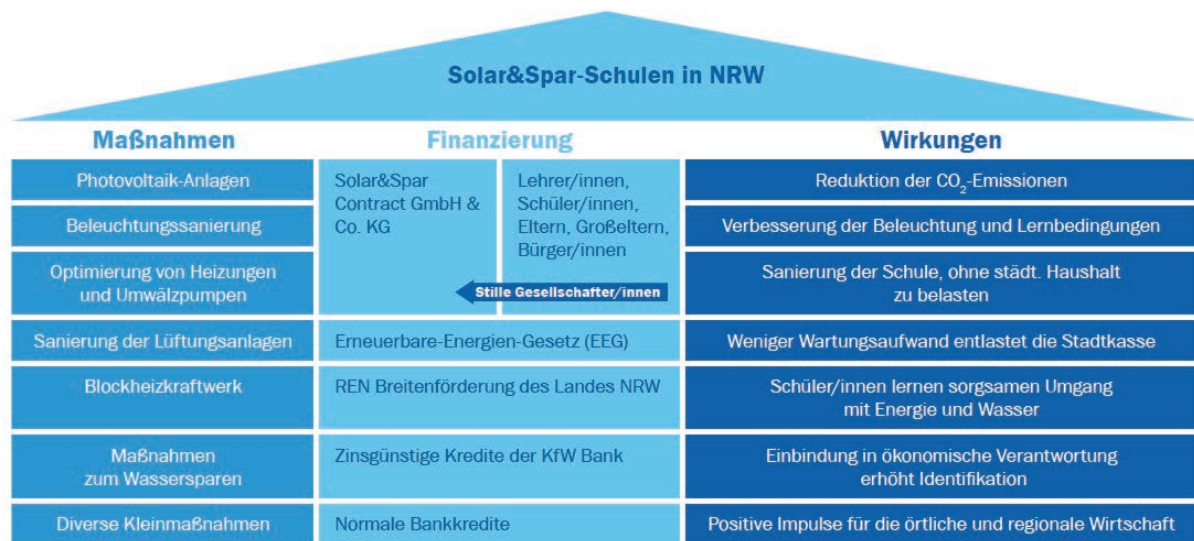 Solar&Spar-Schulen in NRW
Maßnahmen
Photovoltaik-Anlagen
Beleuchtungssanierung
Optimierung von Heizungen
und Umwälzpumpen
Sanierung der Lüftungsanlagen
Blockheizkraftwerk
Maßnahmen
zum Wassersparen
Diverse Kleinmaßnahmen
Finanzierung
Solar&Spar
Contract GmbH &
Co. KG
Lehrer/innen,
Schüler/innen,
Eltern, Großeltern,
Bürger/innen
Stille Gesellschafter/innen
Erneuerbare-Energien-Gesetz (EEG)
REN Breitenförderung des Landes NRW
Zinsgünstige Kredite der KfW Bank
Normale Bankkredite
Wirkungen
Reduktion der CO₂-Emissionen
Verbesserung der Beleuchtung und Lernbedingungen
Sanierung der Schule, ohne städt. Haushalt
zu belasten
Weniger Wartungsaufwand entlastet die Stadtkasse
Schüler/innen lernen sorgsamen Umgang
mit Energie und Wasser
Einbindung in ökonomische Verantwortung
erhöht Identifikation
Positive Impulse für die örtliche und regionale Wirtschaft